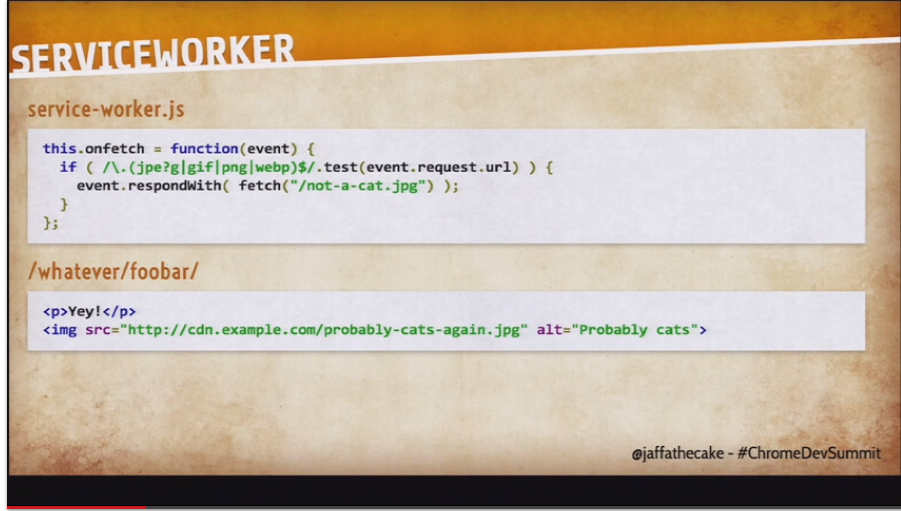 SERVICEWORKER
service-worker.js
this.onfetch = function(event) {
  if ( /\.(jpe?g|gif|png|webp)$/.test(event.request.url) ) {
    event.respondWith( fetch("/not-a-cat.jpg") );
  }
};
/whatever/foobar/
<p>Yey!</p>
<img src="http://cdn.example.com/probably-cats-again.jpg" alt="Probably cats">
@jaffathecake - #ChromeDevSummit